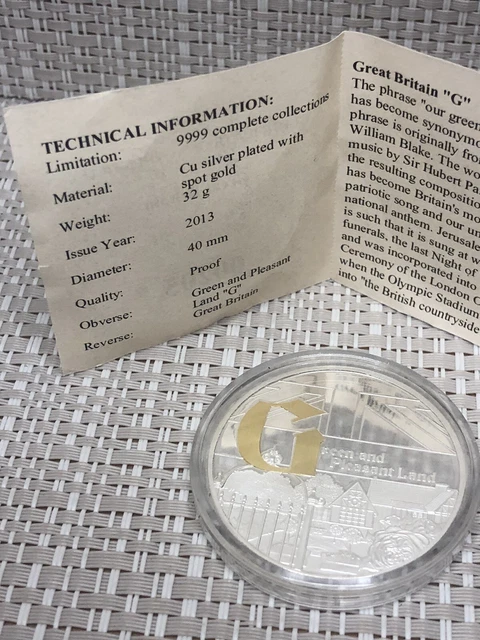 TECHNICAL INFORMATION:
Limitation: 9999 complete collections
Material: Cu silver plated with
spot gold
Weight: 32 g
Issue Year: 2013
Diameter: 40 mm
Quality: Proof
Obverse: Green and Pleasant
Land "G"
Reverse: Great Britain
Great Britain "G"
The phrase "our green
has become synonymo
phrase is originally fro
William Blake. The wo
music by Sir Hubert Pa
the resulting compositio
has become Britain's mo
patriotic song and our un
national anthem. Jerusale
is such that it is sung at w
funerals, the last Night of
and was incorporated into
Ceremony of the London O
when the Olympic Stadium
into "the British countryside
G
reen and
Pleasant Land